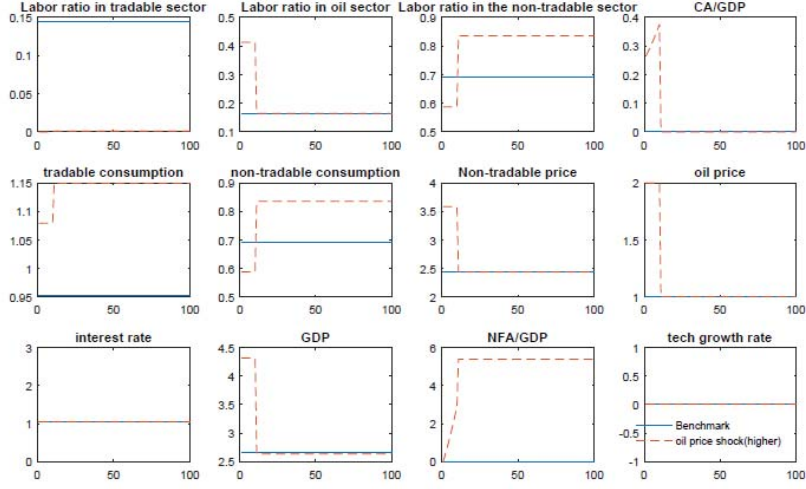 Labor ratio in tradable sector
0.15
0.1
0.05
0
0 50 100
Labor ratio in oil sector
0.5
0.4
0.3
0.2
0.1
0 50 100
Labor ratio in the non-tradable sector
0.9
0.8
0.7
0.6
0.5
0 50 100
CA/GDP
0.4
0.3
0.2
0.1
0
0 50 100
tradable consumption
1.15
1.1
1.05
1
0.95
0 50 100
non-tradable consumption
0.9
0.8
0.7
0.6
0.5
0 50 100
Non-tradable price
4
3.5
3
2.5
2
0 50 100
oil price
2
1.5
1
0 50 100
interest rate
3
2
1
0
0 50 100
GDP
4.5
4
3.5
3
2.5
0 50 100
NFA/GDP
6
4
2
0
0 50 100
tech growth rate
1
0.5
0
-0.5
-1
0 50 100
Benchmark
oil price shock(higher)